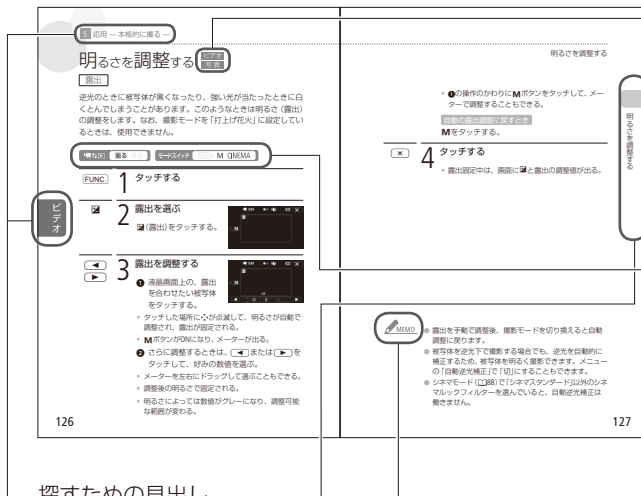 5 応用 ― 本格的に撮る ―
明るさを調整する
ビデオ
写真
露出
逆光のときに被写体が黒くなったり、強い光が当たったときに白
くとんでしまうことがあります。このようなときは明るさ（露出）
の調整をします。なお、撮影モードを「打上げ花火」に設定してい
るときは、使用できません。
撮る
モードスイッチ M CINEMA
ビデオ
FUNC. 1 タッチする
2 露出を選ぶ
（露出）をタッチする。
3 露出を調整する
❶ 液晶画面上の、露出
を合わせたい被写体
をタッチする。
• タッチした場所に が点滅して、明るさが自動で
調整され、露出が固定される。
• MボタンがONになり、メーターが出る。
❷ さらに調整するときは、 または を
タッチして、好みの数値を選ぶ。
• メーターを左右にドラッグして選ぶこともできる。
• 調整後の明るさで固定される。
• 明るさによっては数値がグレーになり、調整可能
な範囲が変わる。
126
明るさを調整する
• ❶の操作のかわりにMボタンをタッチして、メー
ターで調整することもできる。
自動の露出調整に戻すとき
Mをタッチする。
× 4 タッチする
• 露出固定中は、画面に と露出の調整値が出る。
明るさを調整する
MEMO
● 露出を手動で調整後、撮影モードを切り換えると自動
調整に戻ります。
● 被写体を逆光下で撮影する場合でも、逆光を自動的に
補正するため、被写体を明るく撮影できます。メニュー
の「自動逆光補正」で「切」にすることもできます。
● シネマモード（88）で「シネマスタンダード」以外のシネ
マルックフィルターを選んでいると、自動逆光補正は
働きません。
127
探すための見出し